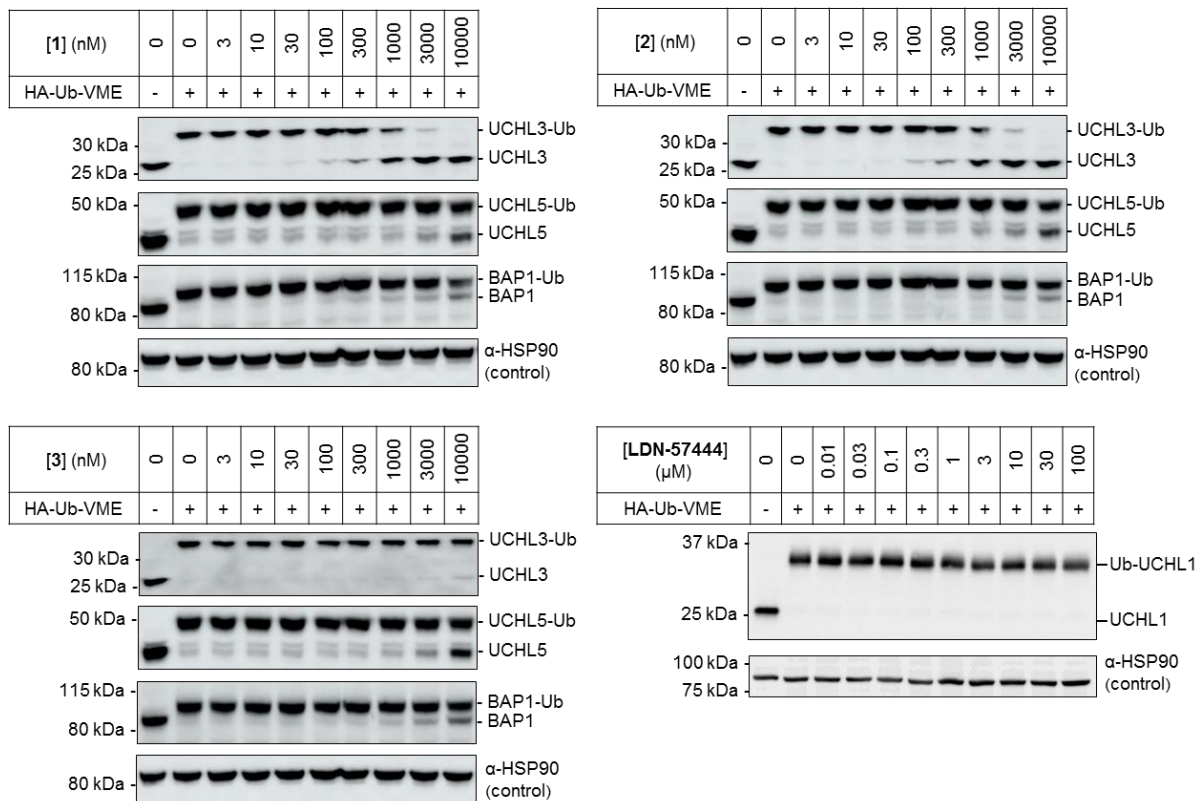 [1] (nM) 0 0 3 10 30 100 300 1000 3000 10000
HA-Ub-VME - + + + + + + + + +
30 kDa
25 kDa
UCHL3-Ub
UCHL3
50 kDa
UCHL5-Ub
UCHL5
115 kDa
80 kDa
BAP1-Ub
BAP1
80 kDa
α-HSP90
(control)
[2] (nM) 0 0 3 10 30 100 300 1000 3000 10000
HA-Ub-VME - + + + + + + + + +
30 kDa
25 kDa
UCHL3-Ub
UCHL3
50 kDa
UCHL5-Ub
UCHL5
115 kDa
80 kDa
BAP1-Ub
BAP1
80 kDa
α-HSP90
(control)
[3] (nM) 0 0 3 10 30 100 300 1000 3000 10000
HA-Ub-VME - + + + + + + + + +
30 kDa
25 kDa
UCHL3-Ub
UCHL3
50 kDa
UCHL5-Ub
UCHL5
115 kDa
80 kDa
BAP1-Ub
BAP1
80 kDa
α-HSP90
(control)
[LDN-57444]
(µM) 0 0 0.01 0.03 0.1 0.3 1 3 10 30 100
HA-Ub-VME - + + + + + + + + + +
37 kDa
25 kDa
Ub-UCHL1
UCHL1
100 kDa
75 kDa
α-HSP90
(control)